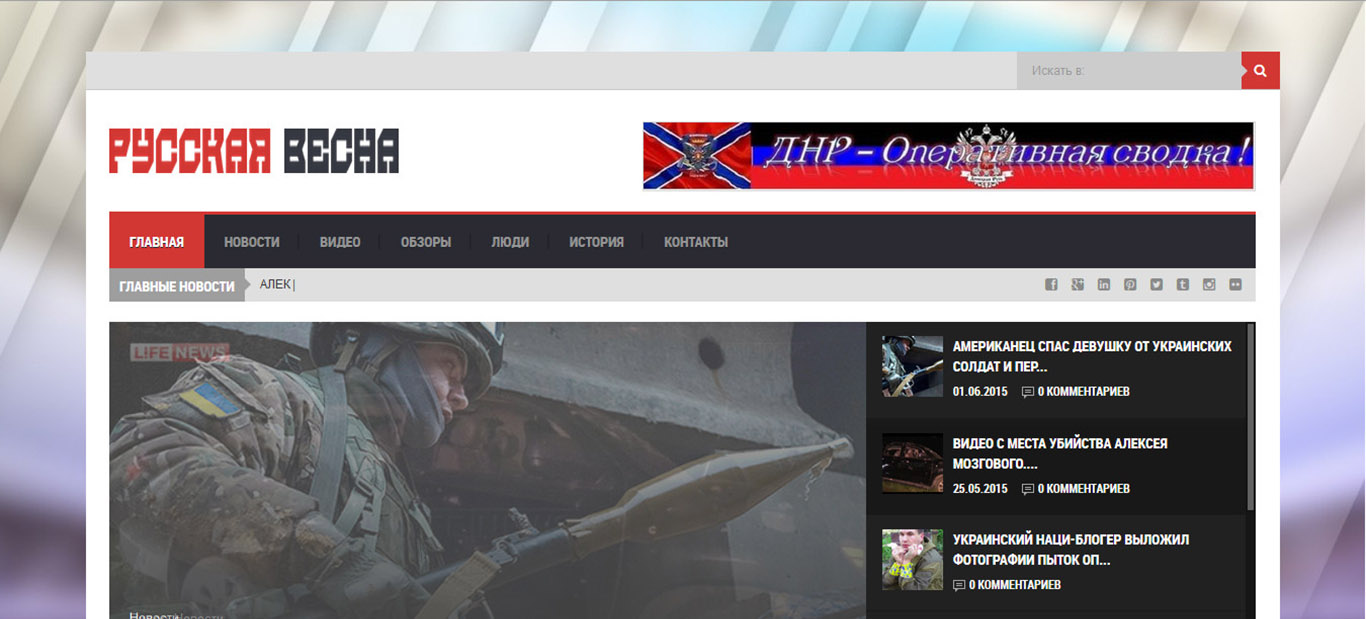 Искать в:
РУССКАЯ ВЕСНА
ДНР - Оперативная сводка!
ГЛАВНАЯ НОВОСТИ ВИДЕО ОБЗОРЫ ЛЮДИ ИСТОРИЯ КОНТАКТЫ
ГЛАВНЫЕ НОВОСТИ АЛЕК|
LIFE NEWS
АМЕРИКАНЕЦ СПАС ДЕВУШКУ ОТ УКРАИНСКИХ
СОЛДАТ И ПЕР...
01.06.2015 0 КОММЕНТАРИЕВ
ВИДЕО С МЕСТА УБИЙСТВА АЛЕКСЕЯ
МОЗГОВОГО....
25.05.2015 0 КОММЕНТАРИЕВ
УКРАИНСКИЙ НАЦИ-БЛОГЕР ВЫЛОЖИЛ
ФОТОГРАФИИ ПЫТОК ОП...
0 КОММЕНТАРИЕВ
Новости